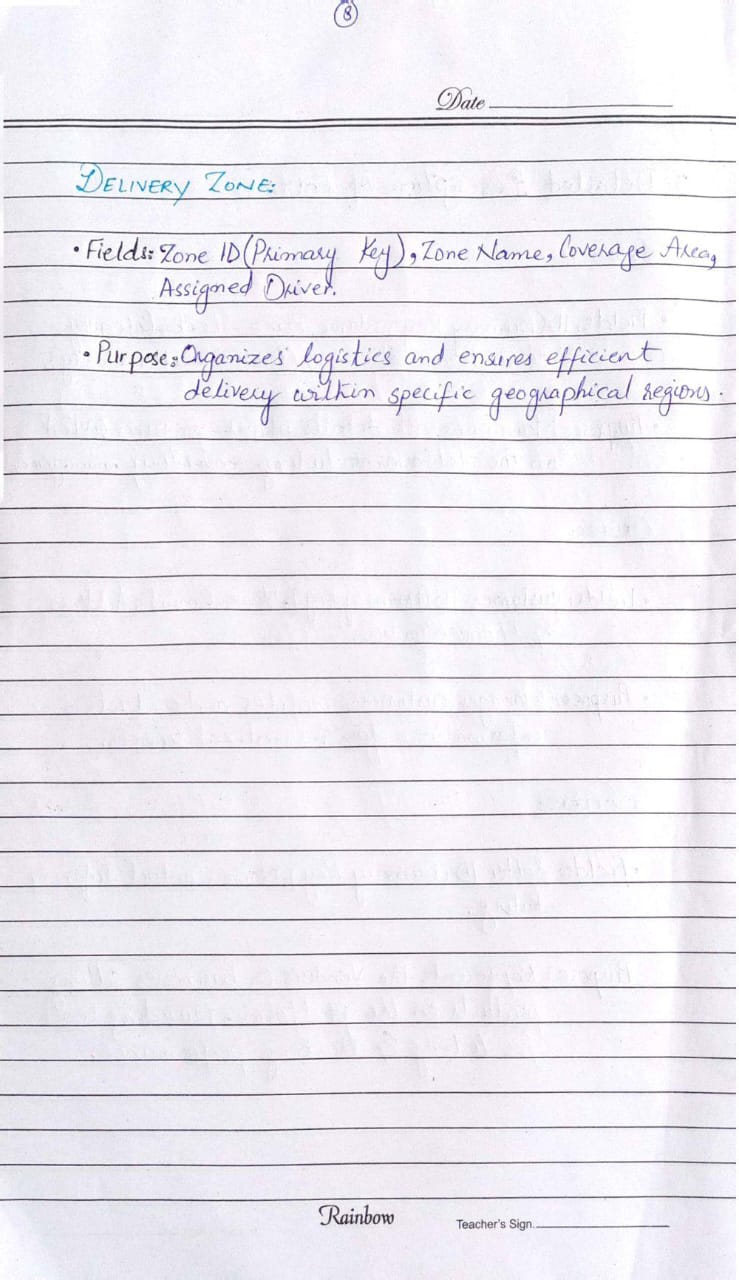 8
Date
DELIVERY ZONE:
• Fields: Zone ID (Primary Key), Zone Name, Coverage Area,
Assigned Driver.
• Purpose: Organizes logistics and ensures efficient
delivery within specific geographical regions.
Rainbow
Teacher's Sign.